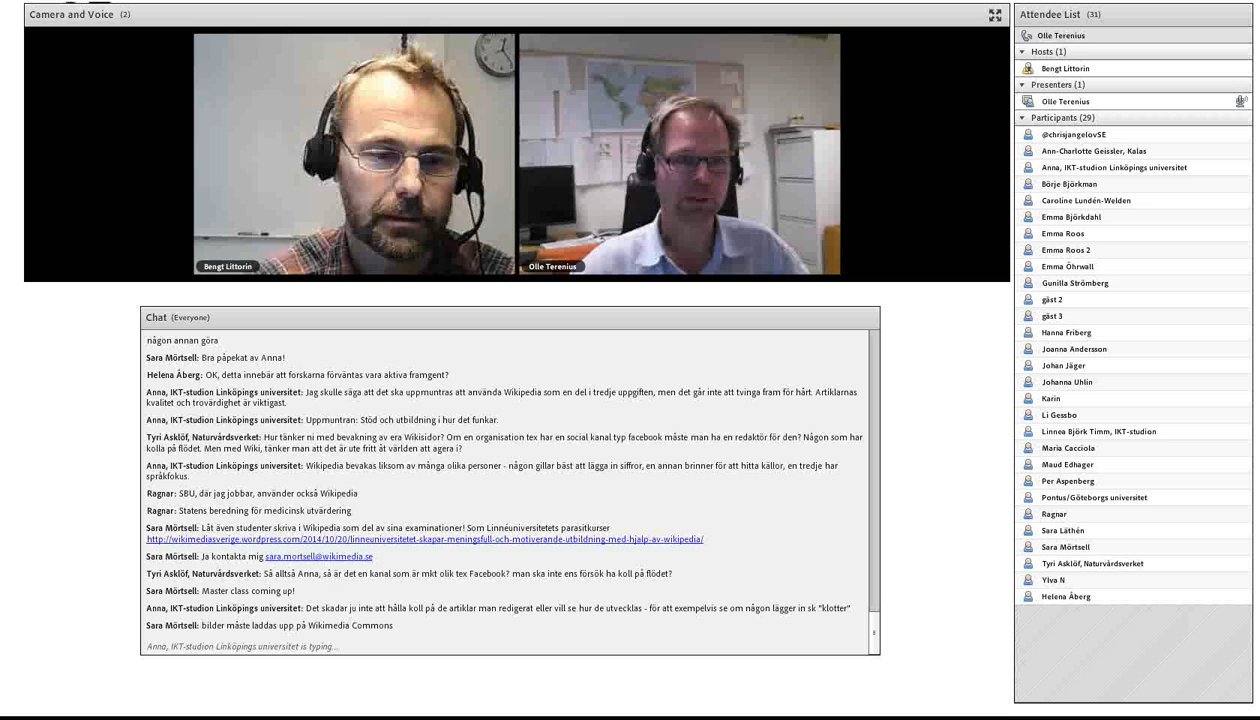 Camera and Voice (2)
Bengt Littorin
Olle Terenius
Chat (Everyone)
någon annan göra
Sara Mörtsell: Bra påpekat av Anna!
Helena Åberg: OK, detta innebär att forskarna förväntas vara aktiva framgent?
Anna, IKT-studion Linköpings universitet: Jag skulle säga att det ska uppmuntras att använda Wikipedia som en del i tredje uppgiften, men det går inte att tvinga fram för hårt. Artiklarnas
kvalitet och trovärdighet är viktigast.
Anna, IKT-studion Linköpings universitet: Uppmuntran: Stöd och utbildning i hur det funkar.
Tyri Asklöf, Naturvårdsverket: Hur tänker ni med bevakning av era Wikisidor? Om en organisation tex har en social kanal typ facebook måste man ha en redaktör för den? Någon som har
kolla på flödet. Men med Wiki, tänker man att det är ute fritt åt världen att agera i?
Anna, IKT-studion Linköpings universitet: Wikipedia bevakas liksom av många olika personer - någon gillar bäst att lägga in siffror, en annan brinner för att hitta källor, en tredje har
språkfokus.
Ragnar: SBU, där jag jobbar, använder också Wikipedia
Ragnar: Statens beredning för medicinsk utvärdering
Sara Mörtsell: Låt även studenter skriva i Wikipedia som del av sina examinationer! Som Linnéuniversitetets parasitkurser
http://wikimediasverige.wordpress.com/2014/10/20/linneuniversitetet-skapar-meningsfull-och-motiverande-utbildning-med-hjalp-av-wikipedia/
Sara Mörtsell: Ja kontakta mig sara.mortsell@wikimedia.se
Tyri Asklöf, Naturvårdsverket: Så alltså Anna, så är det en kanal som är mkt olik tex Facebook? man ska inte ens försök ha koll på flödet?
Sara Mörtsell: Master class coming up!
Anna, IKT-studion Linköpings universitet: Det skadar ju inte att hålla koll på de artiklar man redigerat eller vill se hur de utvecklas - för att exempelvis se om någon lägger in sk "klotter"
Sara Mörtsell: bilder måste laddas upp på Wikimedia Commons
Anna, IKT-studion Linköpings universitet is typing...
Attendee List (31)
Olle Terenius
Hosts (1)
Bengt Littorin
Presenters (1)
Olle Terenius
Participants (29)
@chrisjangelovSE
Ann-Charlotte Geissler, Kalas
Anna, IKT-studion Linköpings universitet
Börje Björkman
Caroline Lundén-Welden
Emma Björkdahl
Emma Roos
Emma Roos 2
Emma Öhrwall
Gunilla Strömberg
gäst 2
gäst 3
Hanna Friberg
Joanna Andersson
Johan Jäger
Johanna Uhlin
Karin
Li Gessbo
Linnea Björk Timm, IKT-studion
Maria Cacciola
Maud Edhager
Per Aspenberg
Pontus/Göteborgs universitet
Ragnar
Sara Låthén
Sara Mörtsell
Tyri Asklöf, Naturvårdsverket
Ylva N
Helena Åberg